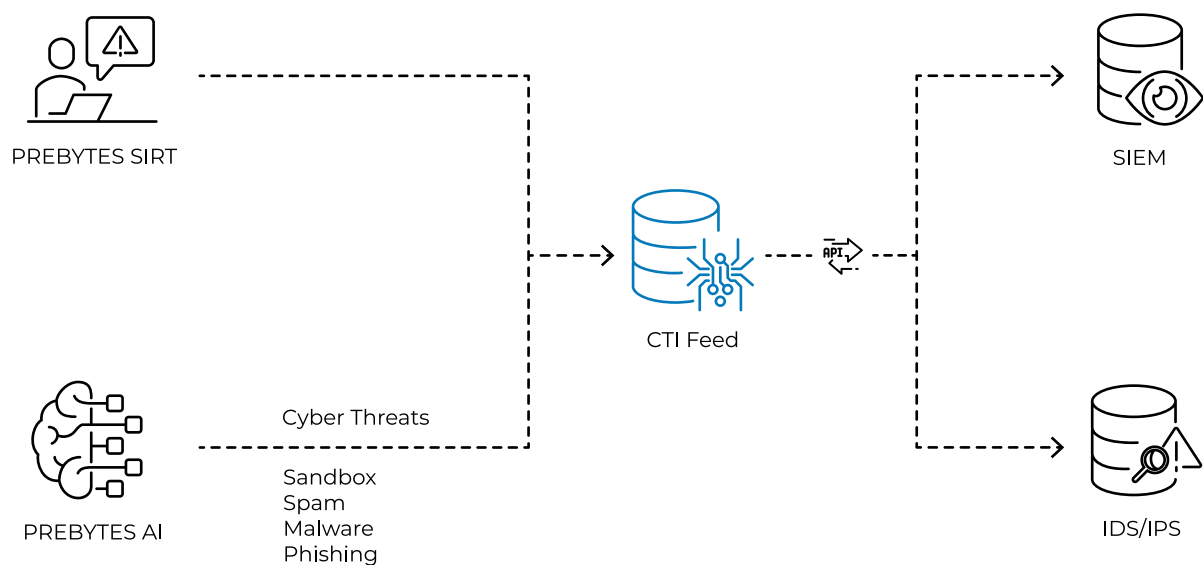 PREBYTES SIRT
SIEM
API
CTI Feed
Cyber Threats
Sandbox
Spam
Malware
Phishing
PREBYTES AI
IDS/IPS